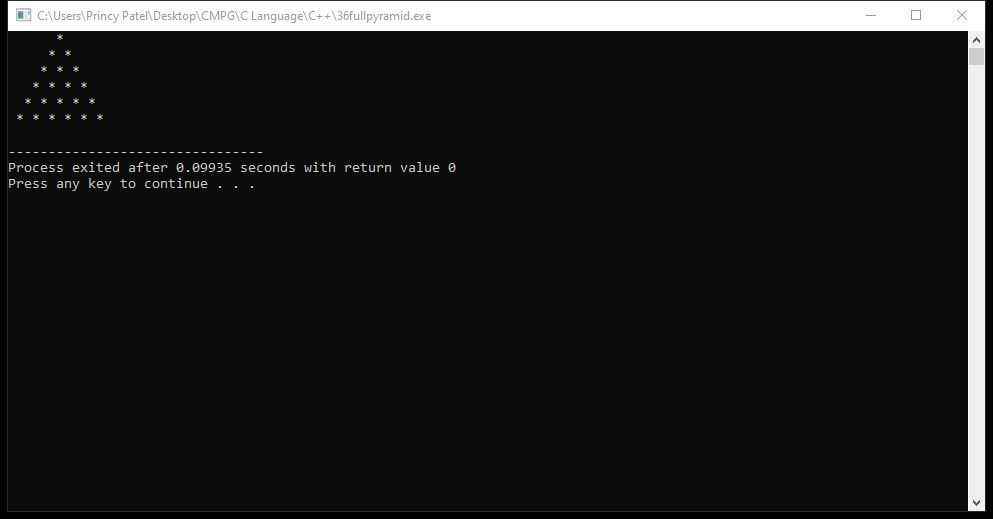 C:\Users\Princy Patel\Desktop\CMPG\C Language\C++\36fullpyramid.exe
      *
     * *
    * * *
   * * * *
  * * * * *
 * * * * * *

--------------------------------
Process exited after 0.09935 seconds with return value 0
Press any key to continue . . .